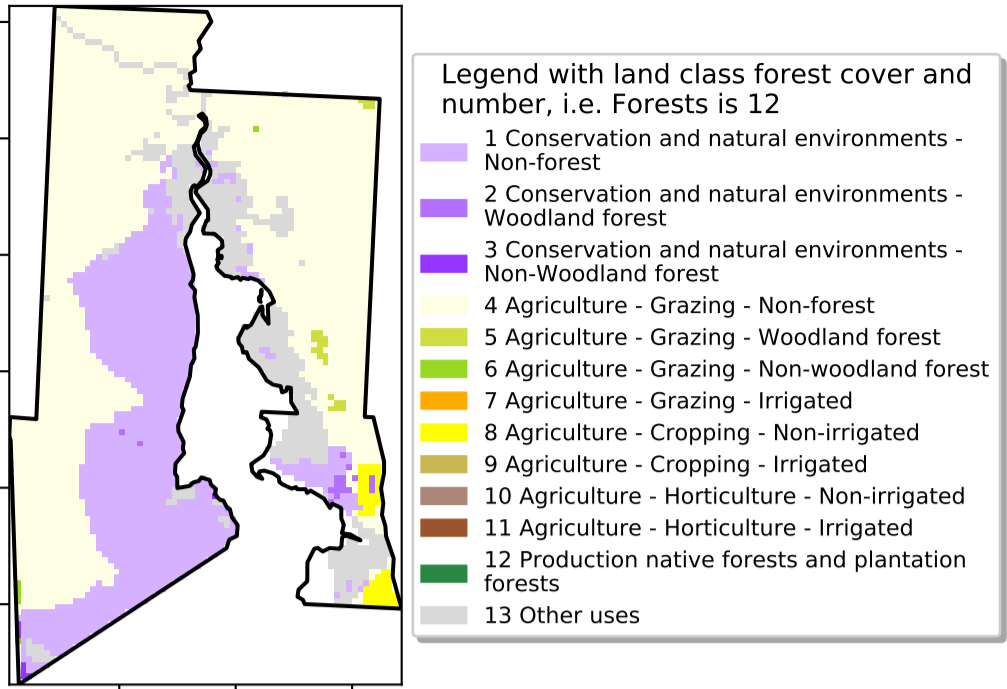 Legend with land class forest cover and
number, i.e. Forests is 12
1 Conservation and natural environments -
Non-forest
2 Conservation and natural environments -
Woodland forest
3 Conservation and natural environments -
Non-Woodland forest
4 Agriculture - Grazing - Non-forest
5 Agriculture - Grazing - Woodland forest
6 Agriculture - Grazing - Non-woodland forest
7 Agriculture - Grazing - Irrigated
8 Agriculture - Cropping - Non-irrigated
9 Agriculture - Cropping - Irrigated
10 Agriculture - Horticulture - Non-irrigated
11 Agriculture - Horticulture - Irrigated
12 Production native forests and plantation
forests
13 Other uses